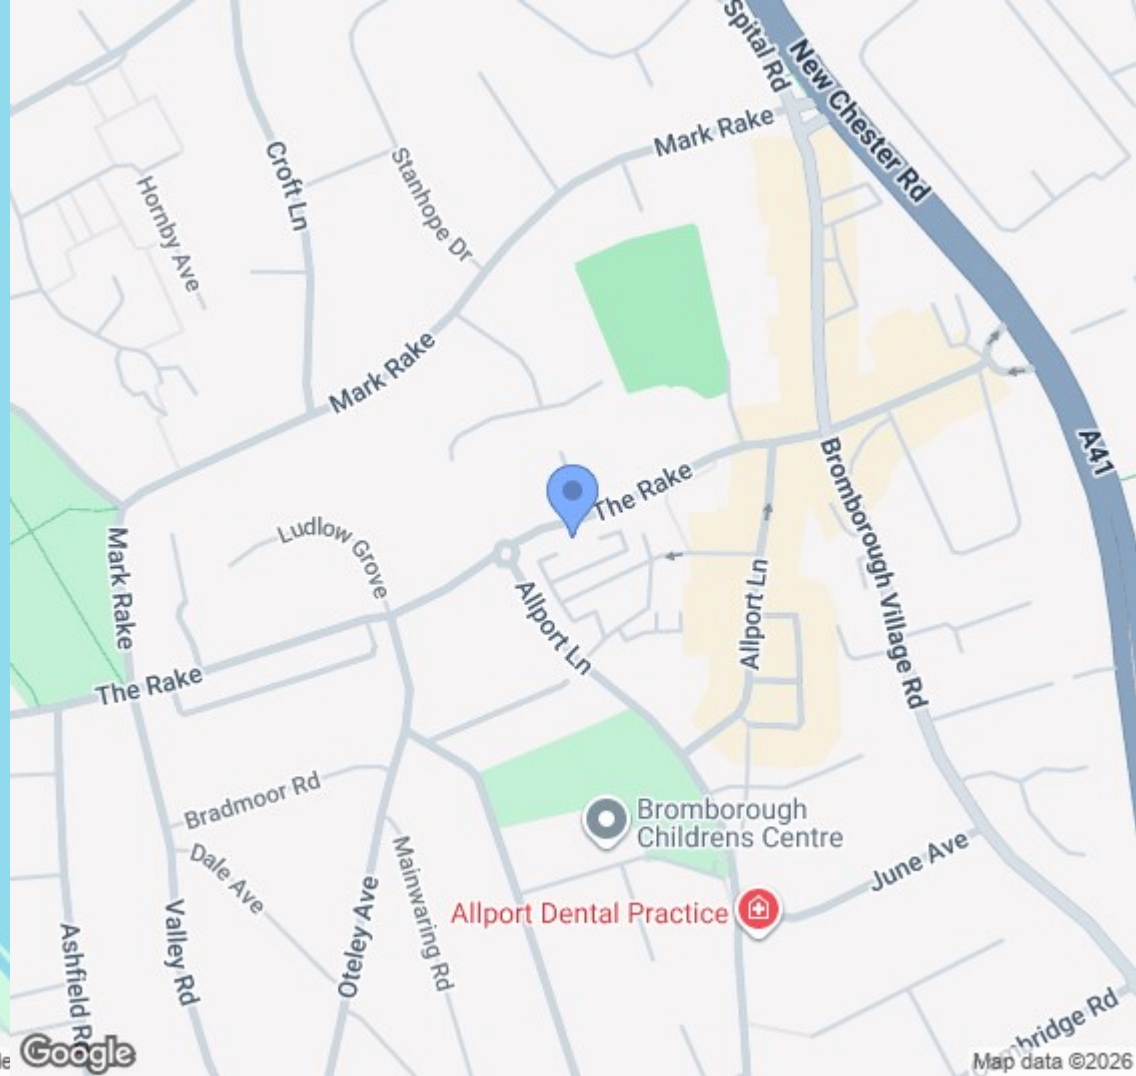 Spital Rd
New Chester Rd
Mark Rake
Croft Ln
Stanhope Dr
Hornby Ave
Mark Rake
A41
The Rake
Bromborough Village Rd
Ludlow Grove
Mark Rake
Allport Ln
Allport Ln
The Rake
Bradmoor Rd
Bromborough
Childrens Centre
Dale Ave
Mainwaring Rd
June Ave
Oteley Ave
Allport Dental Practice
Valley Rd
Ashfield R
mbridge Rd
Google
Map data ©2026